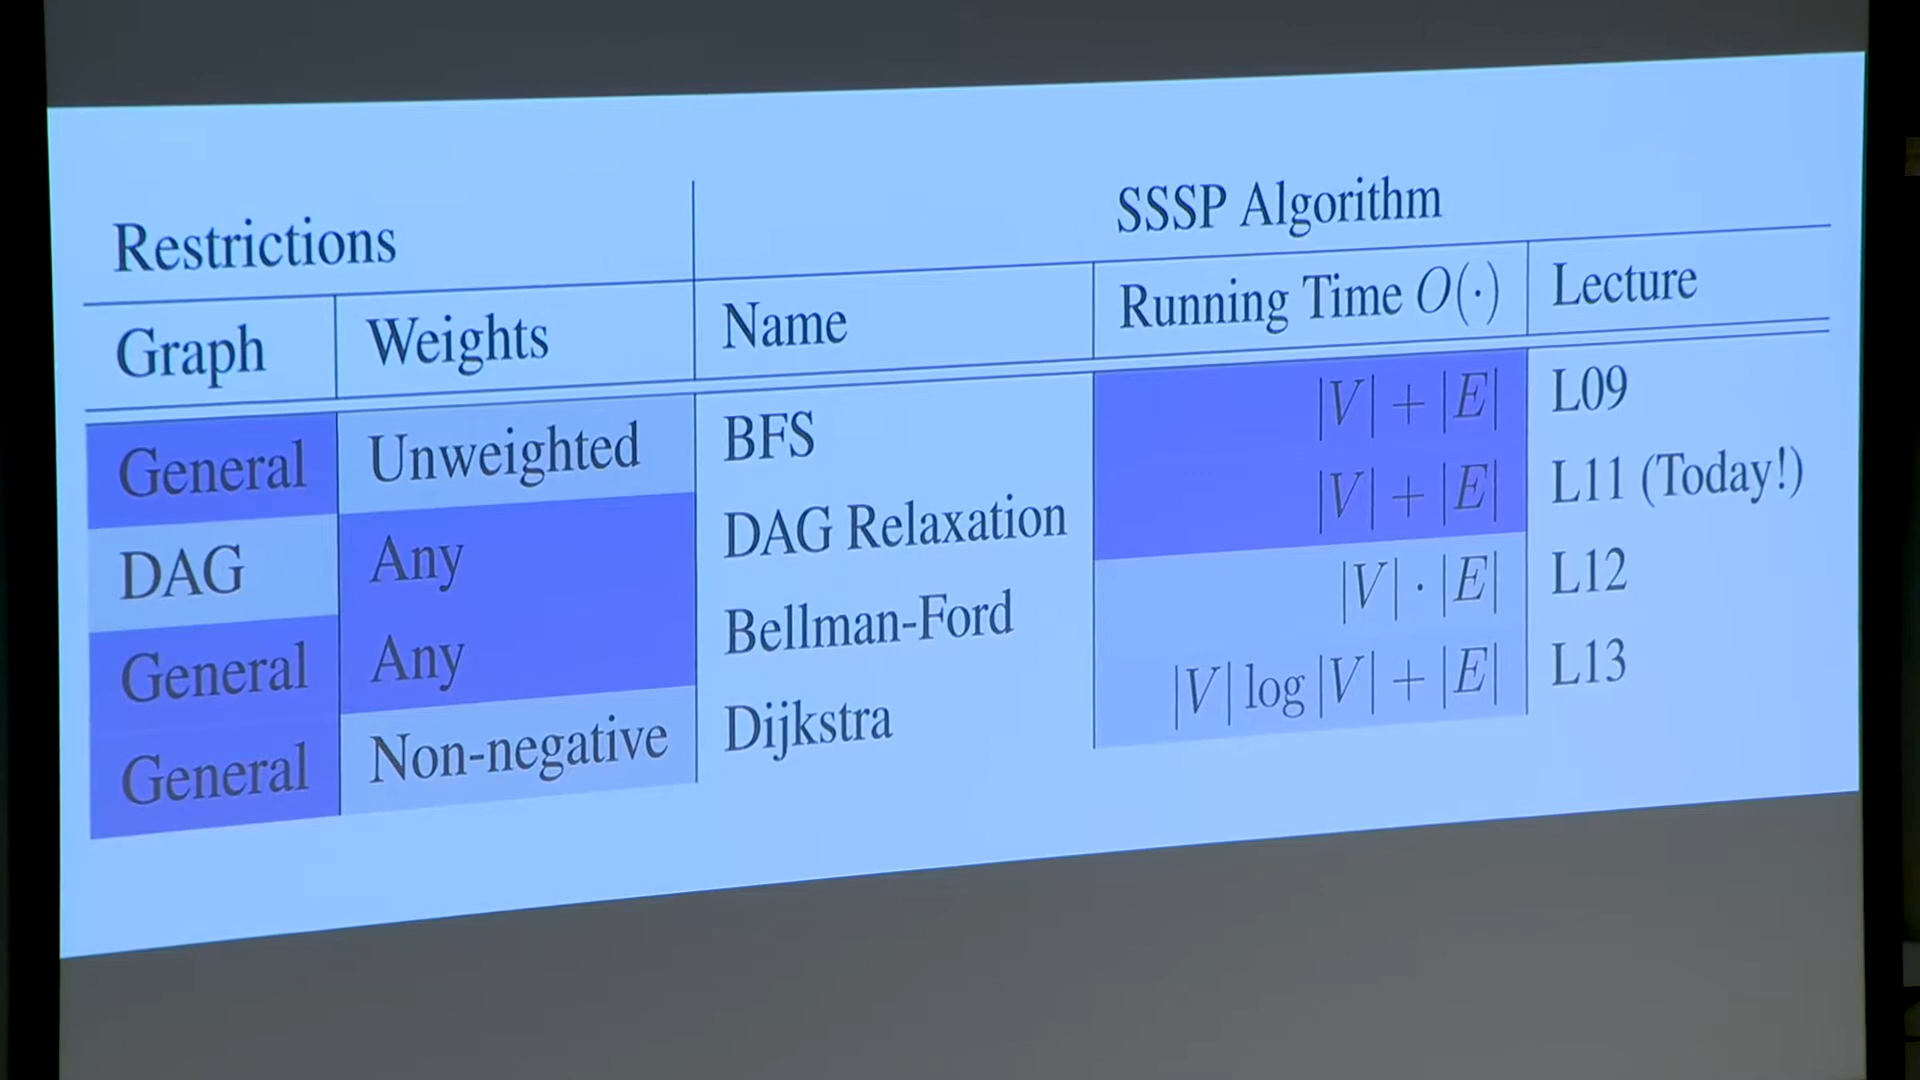 Restrictions SSSP Algorithm
Graph Weights Name Running Time O(·) Lecture
General Unweighted BFS |V| + |E| L09
DAG Any DAG Relaxation |V| + |E| L11 (Today!)
General Any Bellman-Ford |V| · |E| L12
General Non-negative Dijkstra |V| log |V| + |E| L13